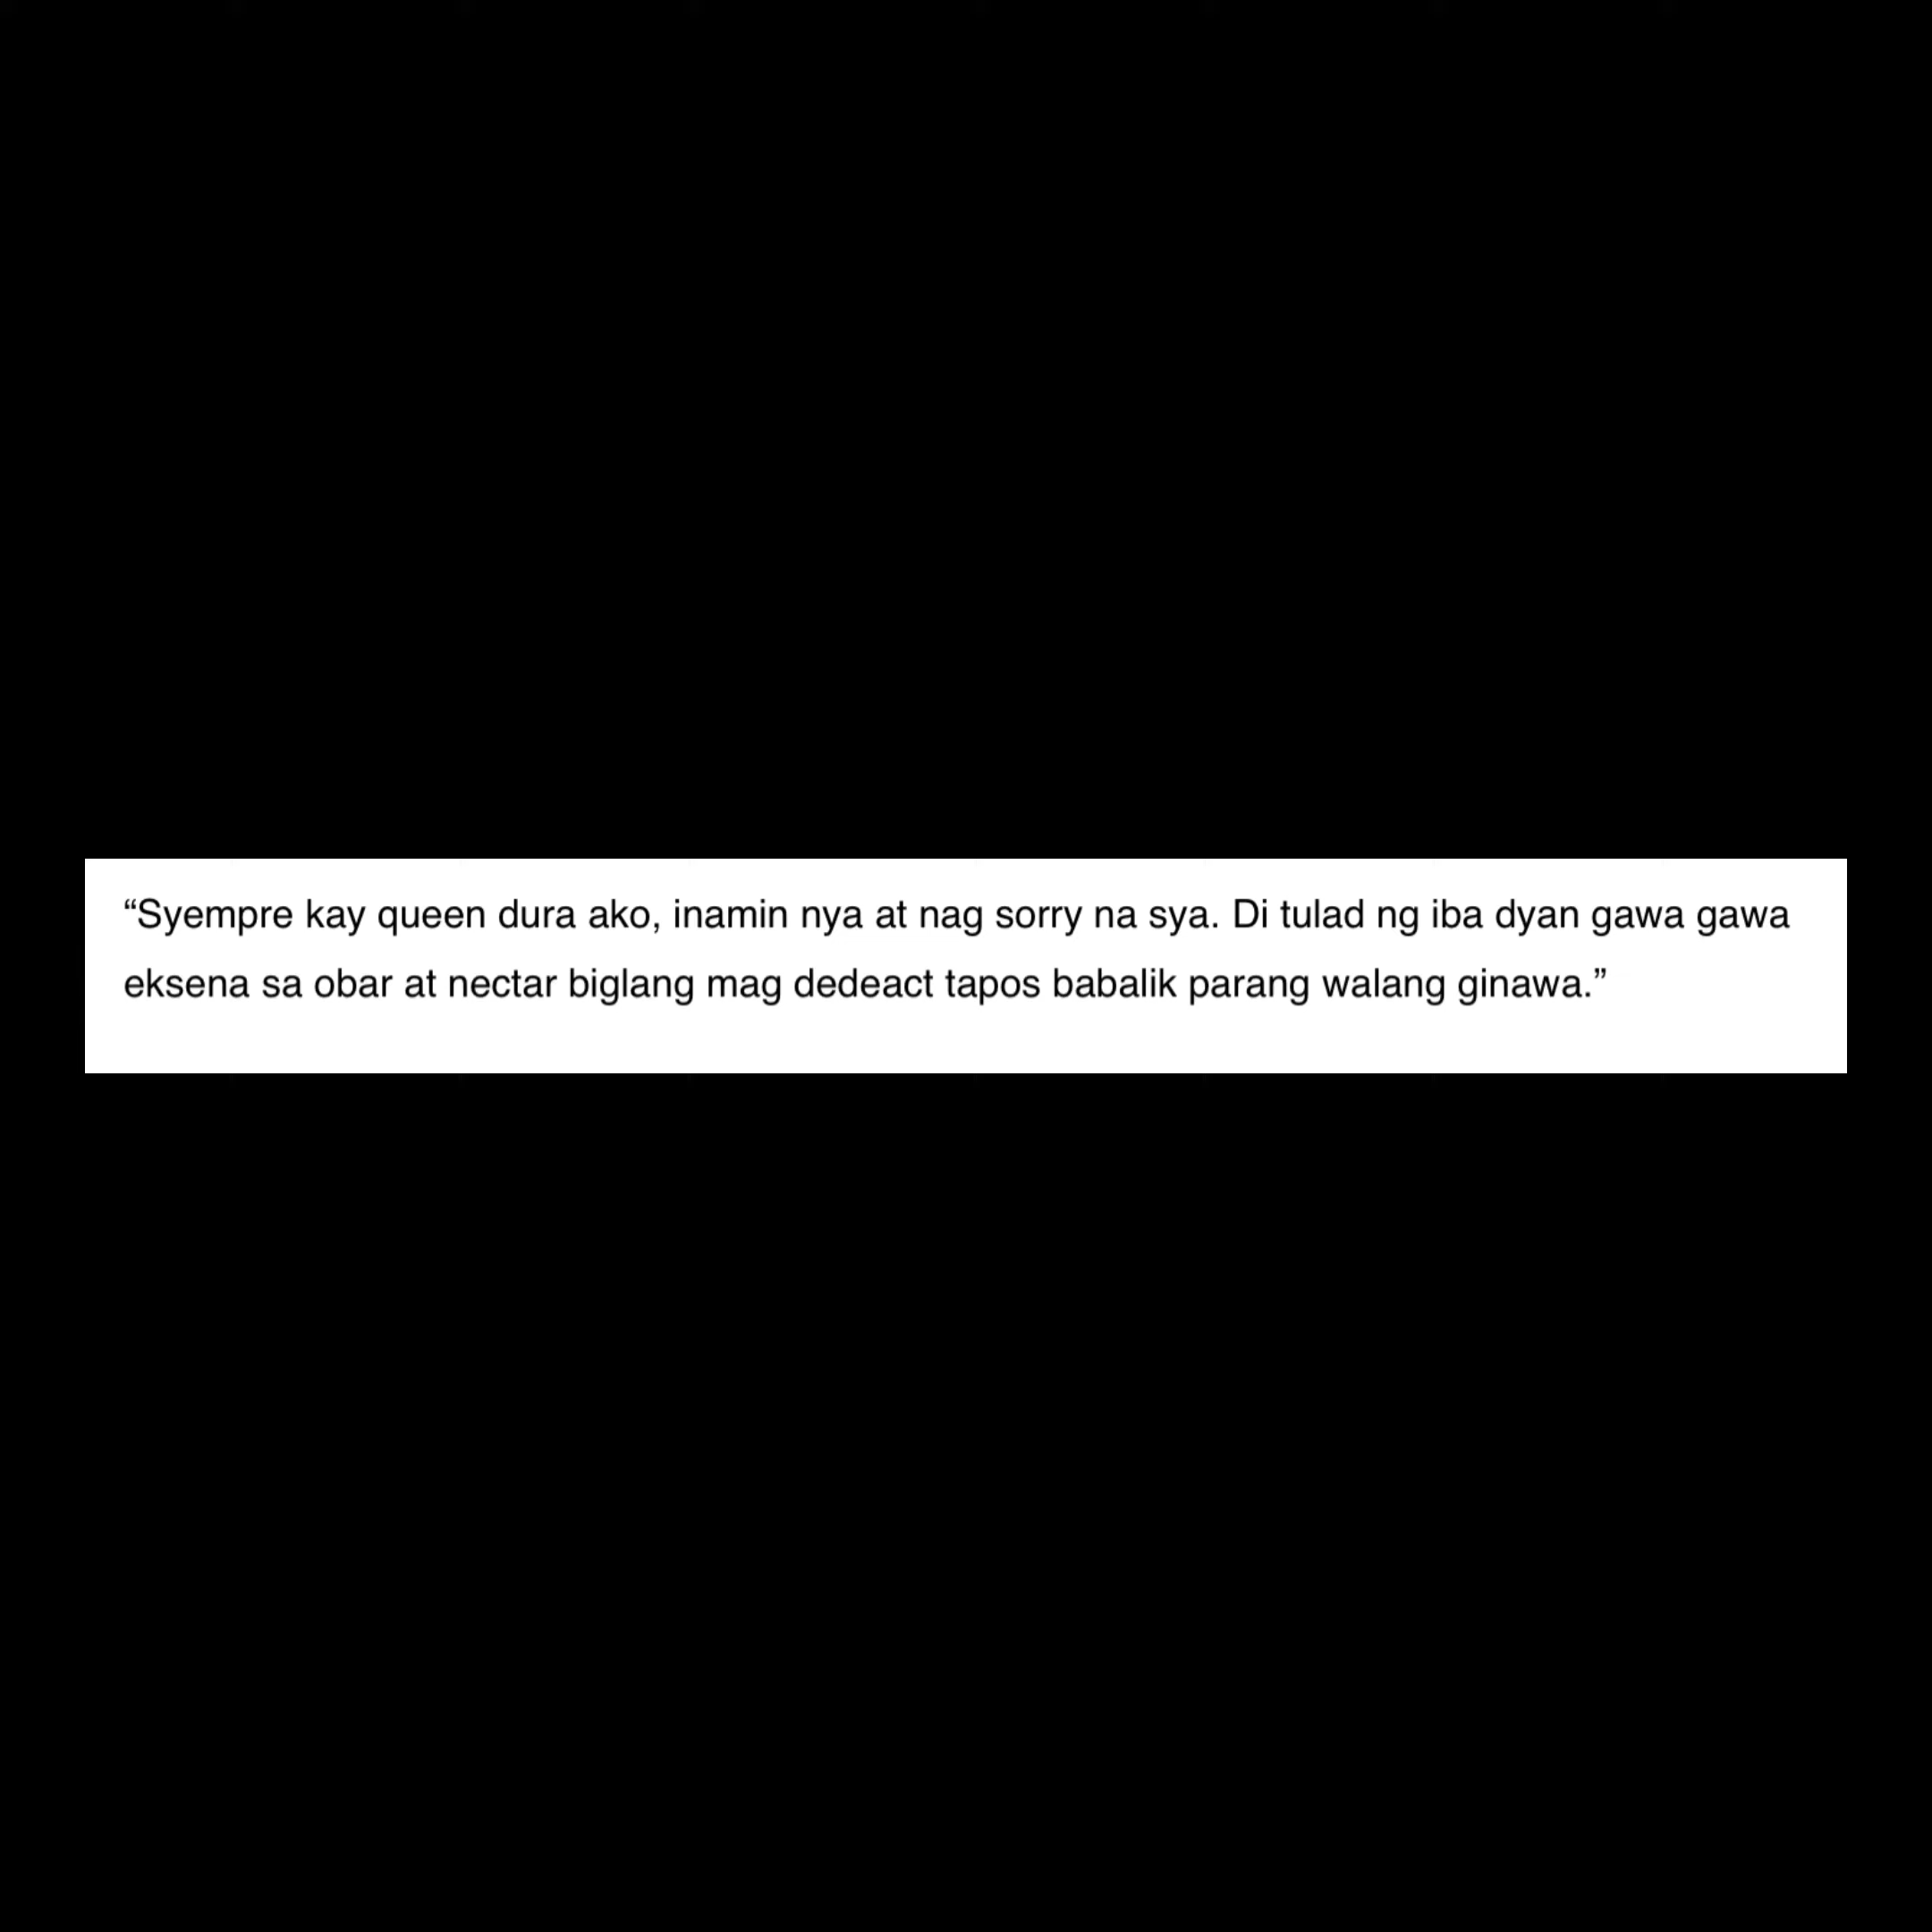 “Syempre kay queen dura ako, inamin nya at nag sorry na sya. Di tulad ng iba dyan gawa gawa
eksena sa obar at nectar biglang mag dedeact tapos babalik parang walang ginawa.”